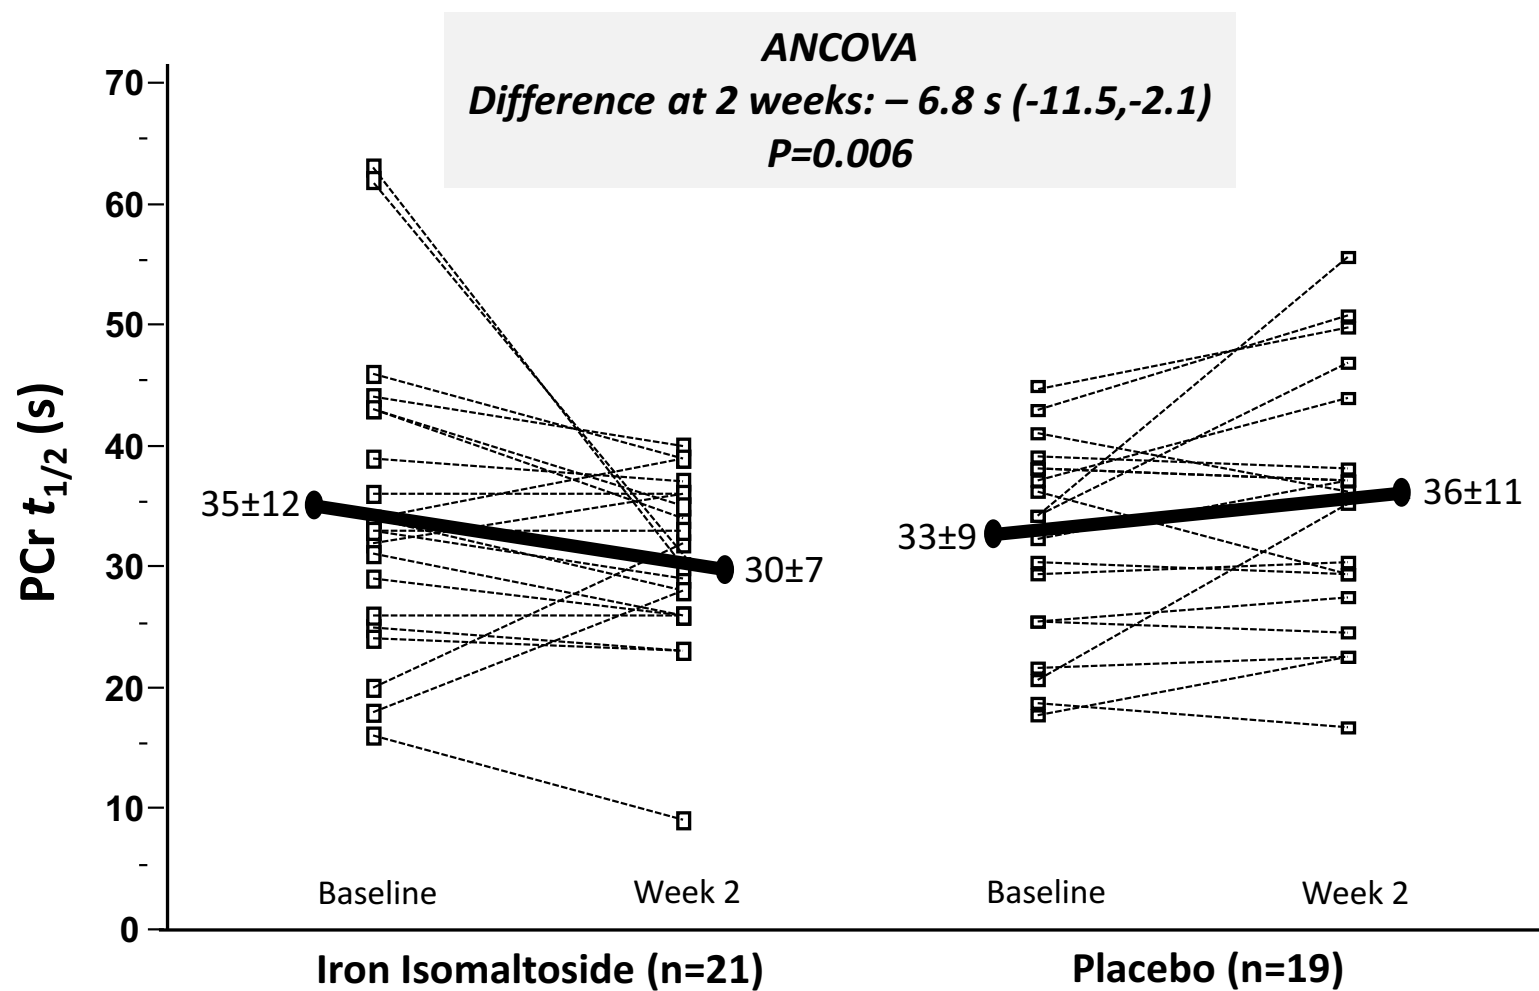 ANCOVA
Difference at 2 weeks: – 6.8 s (-11.5,-2.1)
P=0.006
PCr t1/2 (s)
70
60
50
40
30
20
10
0
35±12
30±7
33±9
36±11
Baseline
Week 2
Baseline
Week 2
Iron Isomaltoside (n=21)
Placebo (n=19)